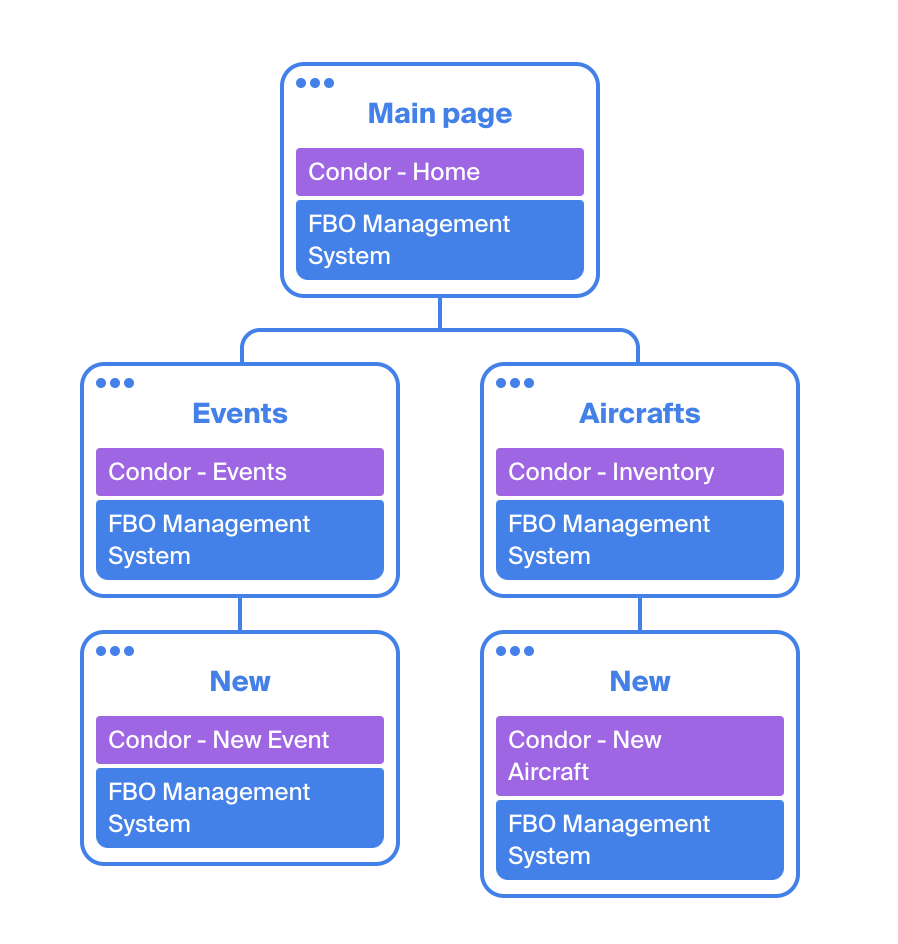 Main page
Condor - Home
FBO Management
System
Events
Condor - Events
FBO Management
System
Aircrafts
Condor - Inventory
FBO Management
System
New
Condor - New Event
FBO Management
System
New
Condor - New
Aircraft
FBO Management
System